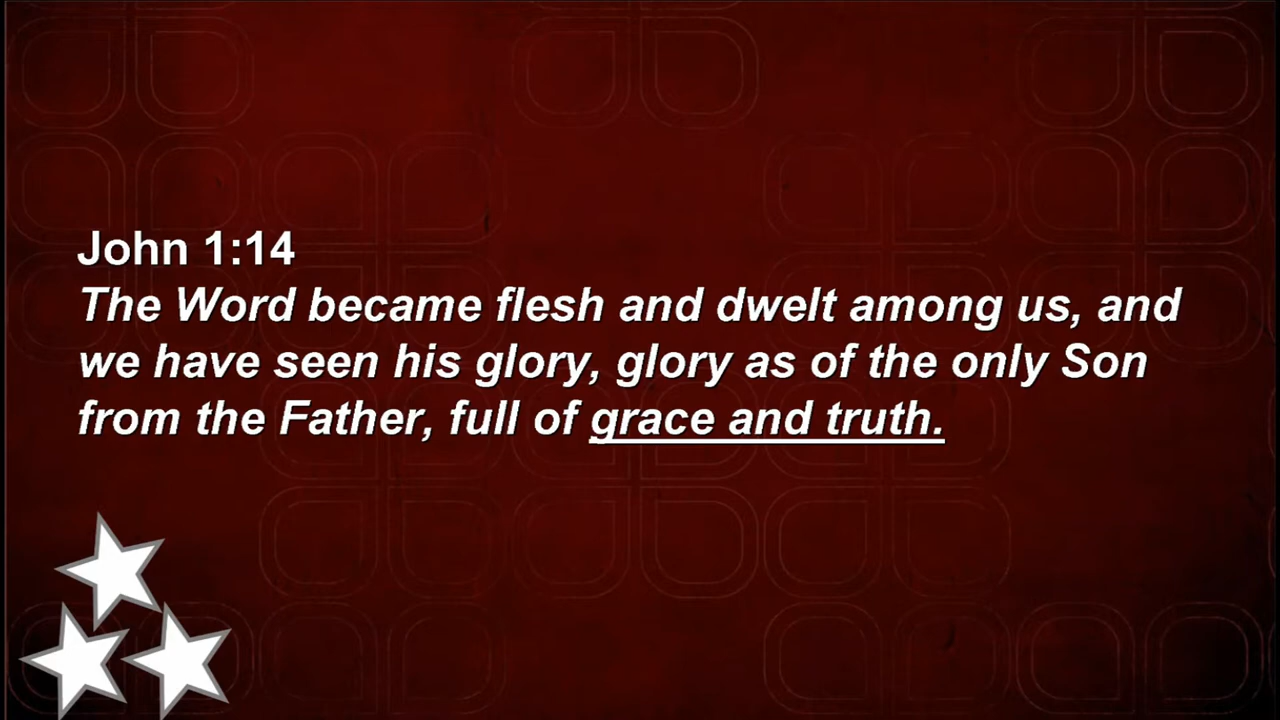 John 1:14
The Word became flesh and dwelt among us, and
we have seen his glory, glory as of the only Son
from the Father, full of grace and truth.